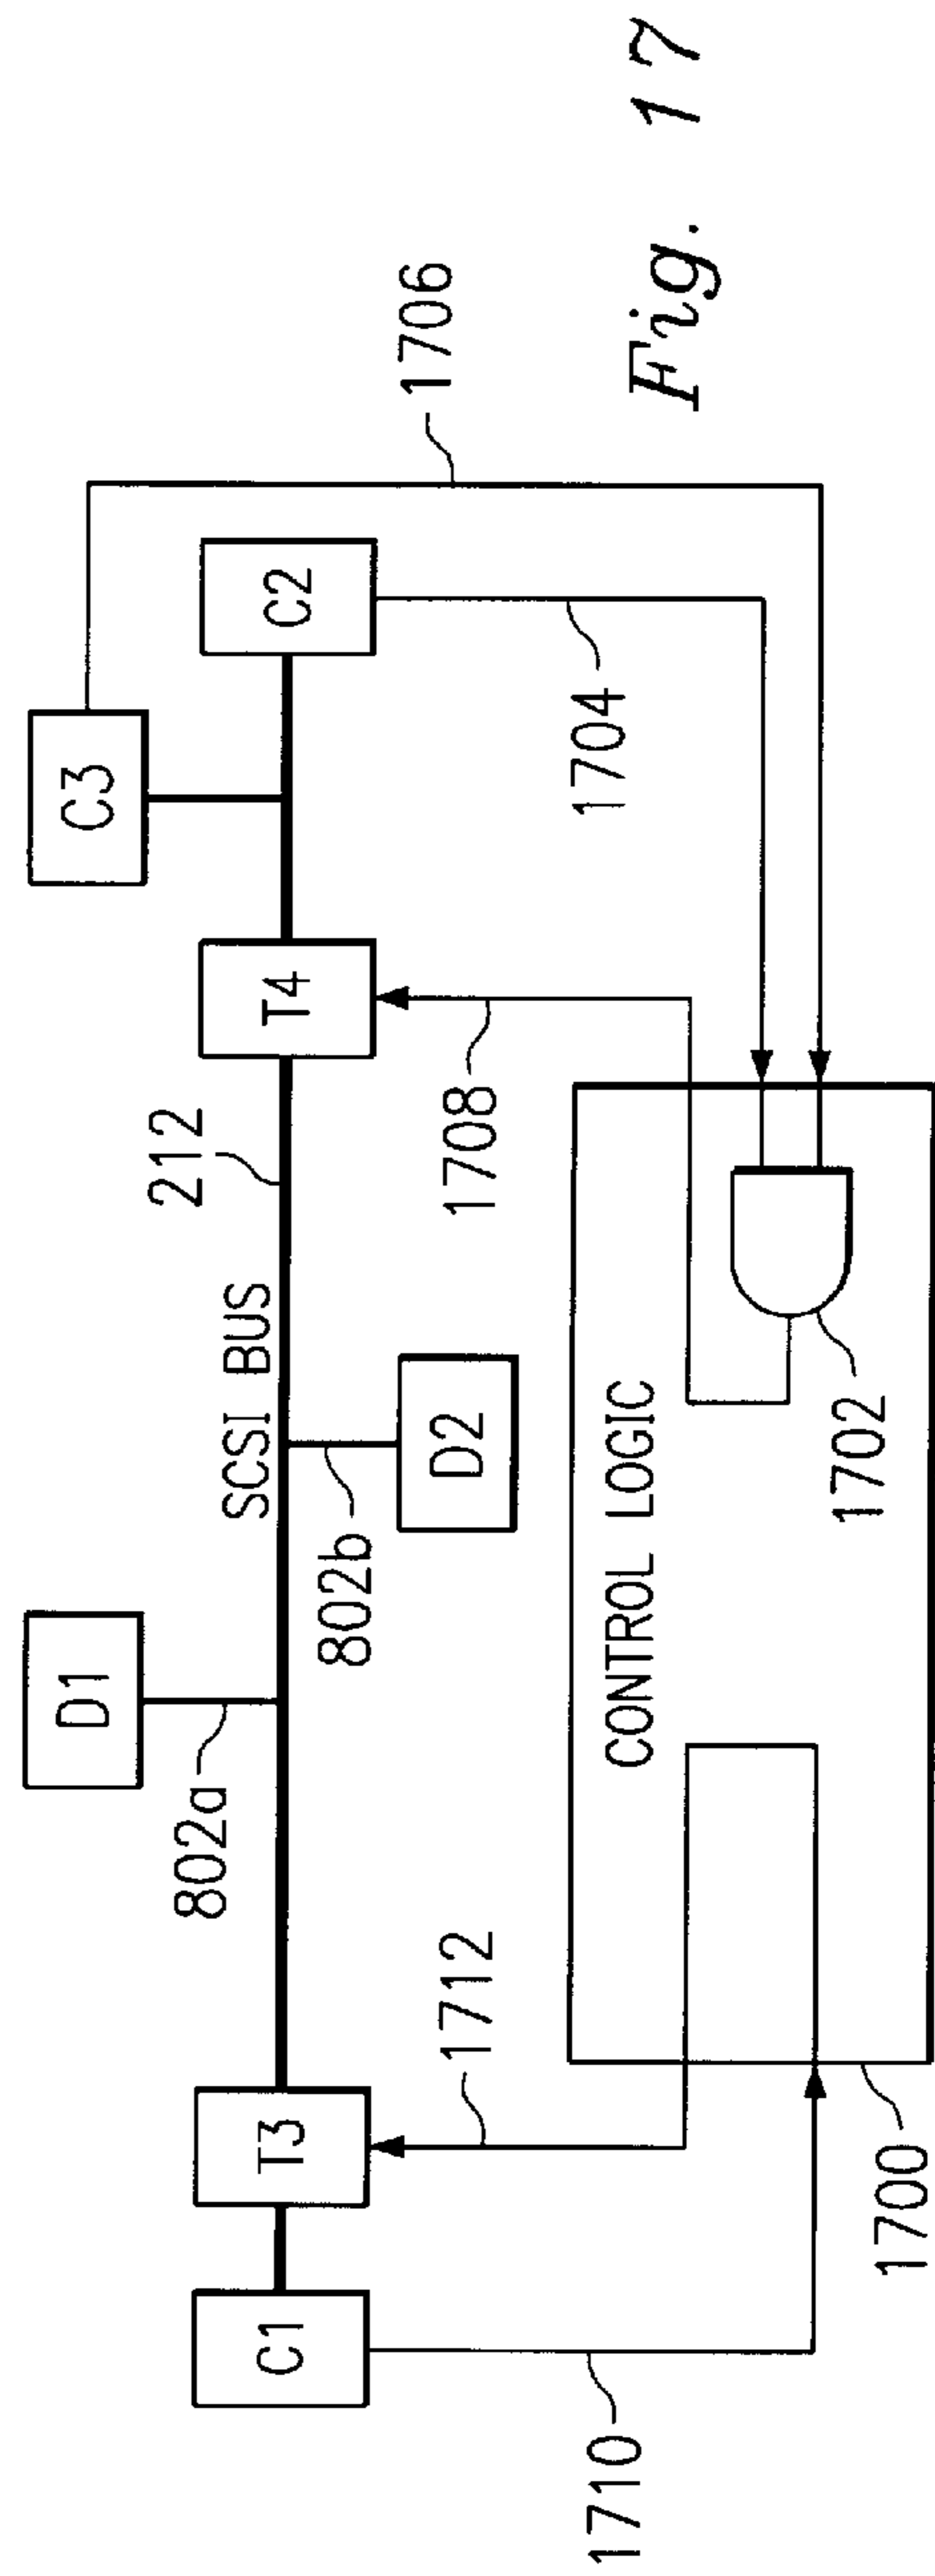 D1
C3
802a
SCSI BUS
212
1706
C1
T3
T4
C2
802b
D2
1712
1708
1704
1710
CONTROL LOGIC
1700
1702
Fig. 17